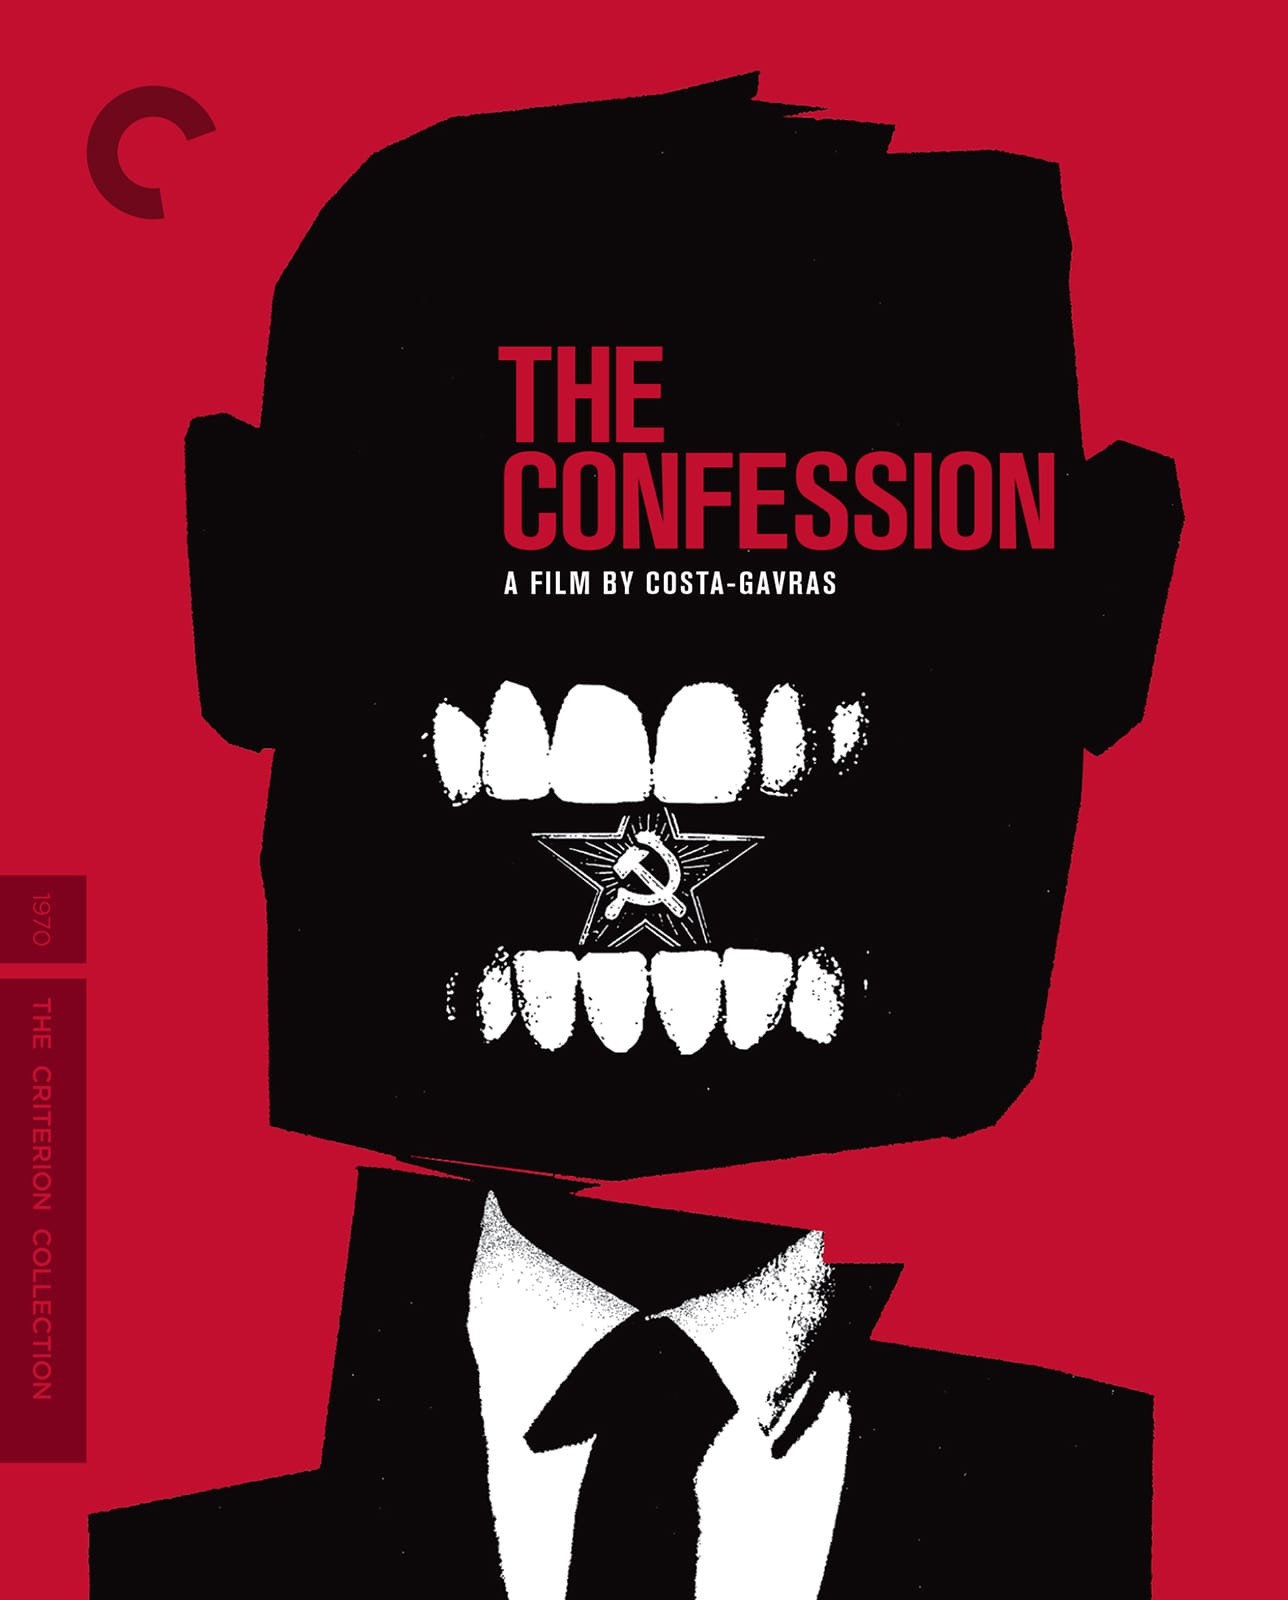 THE
CONFESSION
A FILM BY COSTA-GAVRAS
1970
THE CRITERION COLLECTION